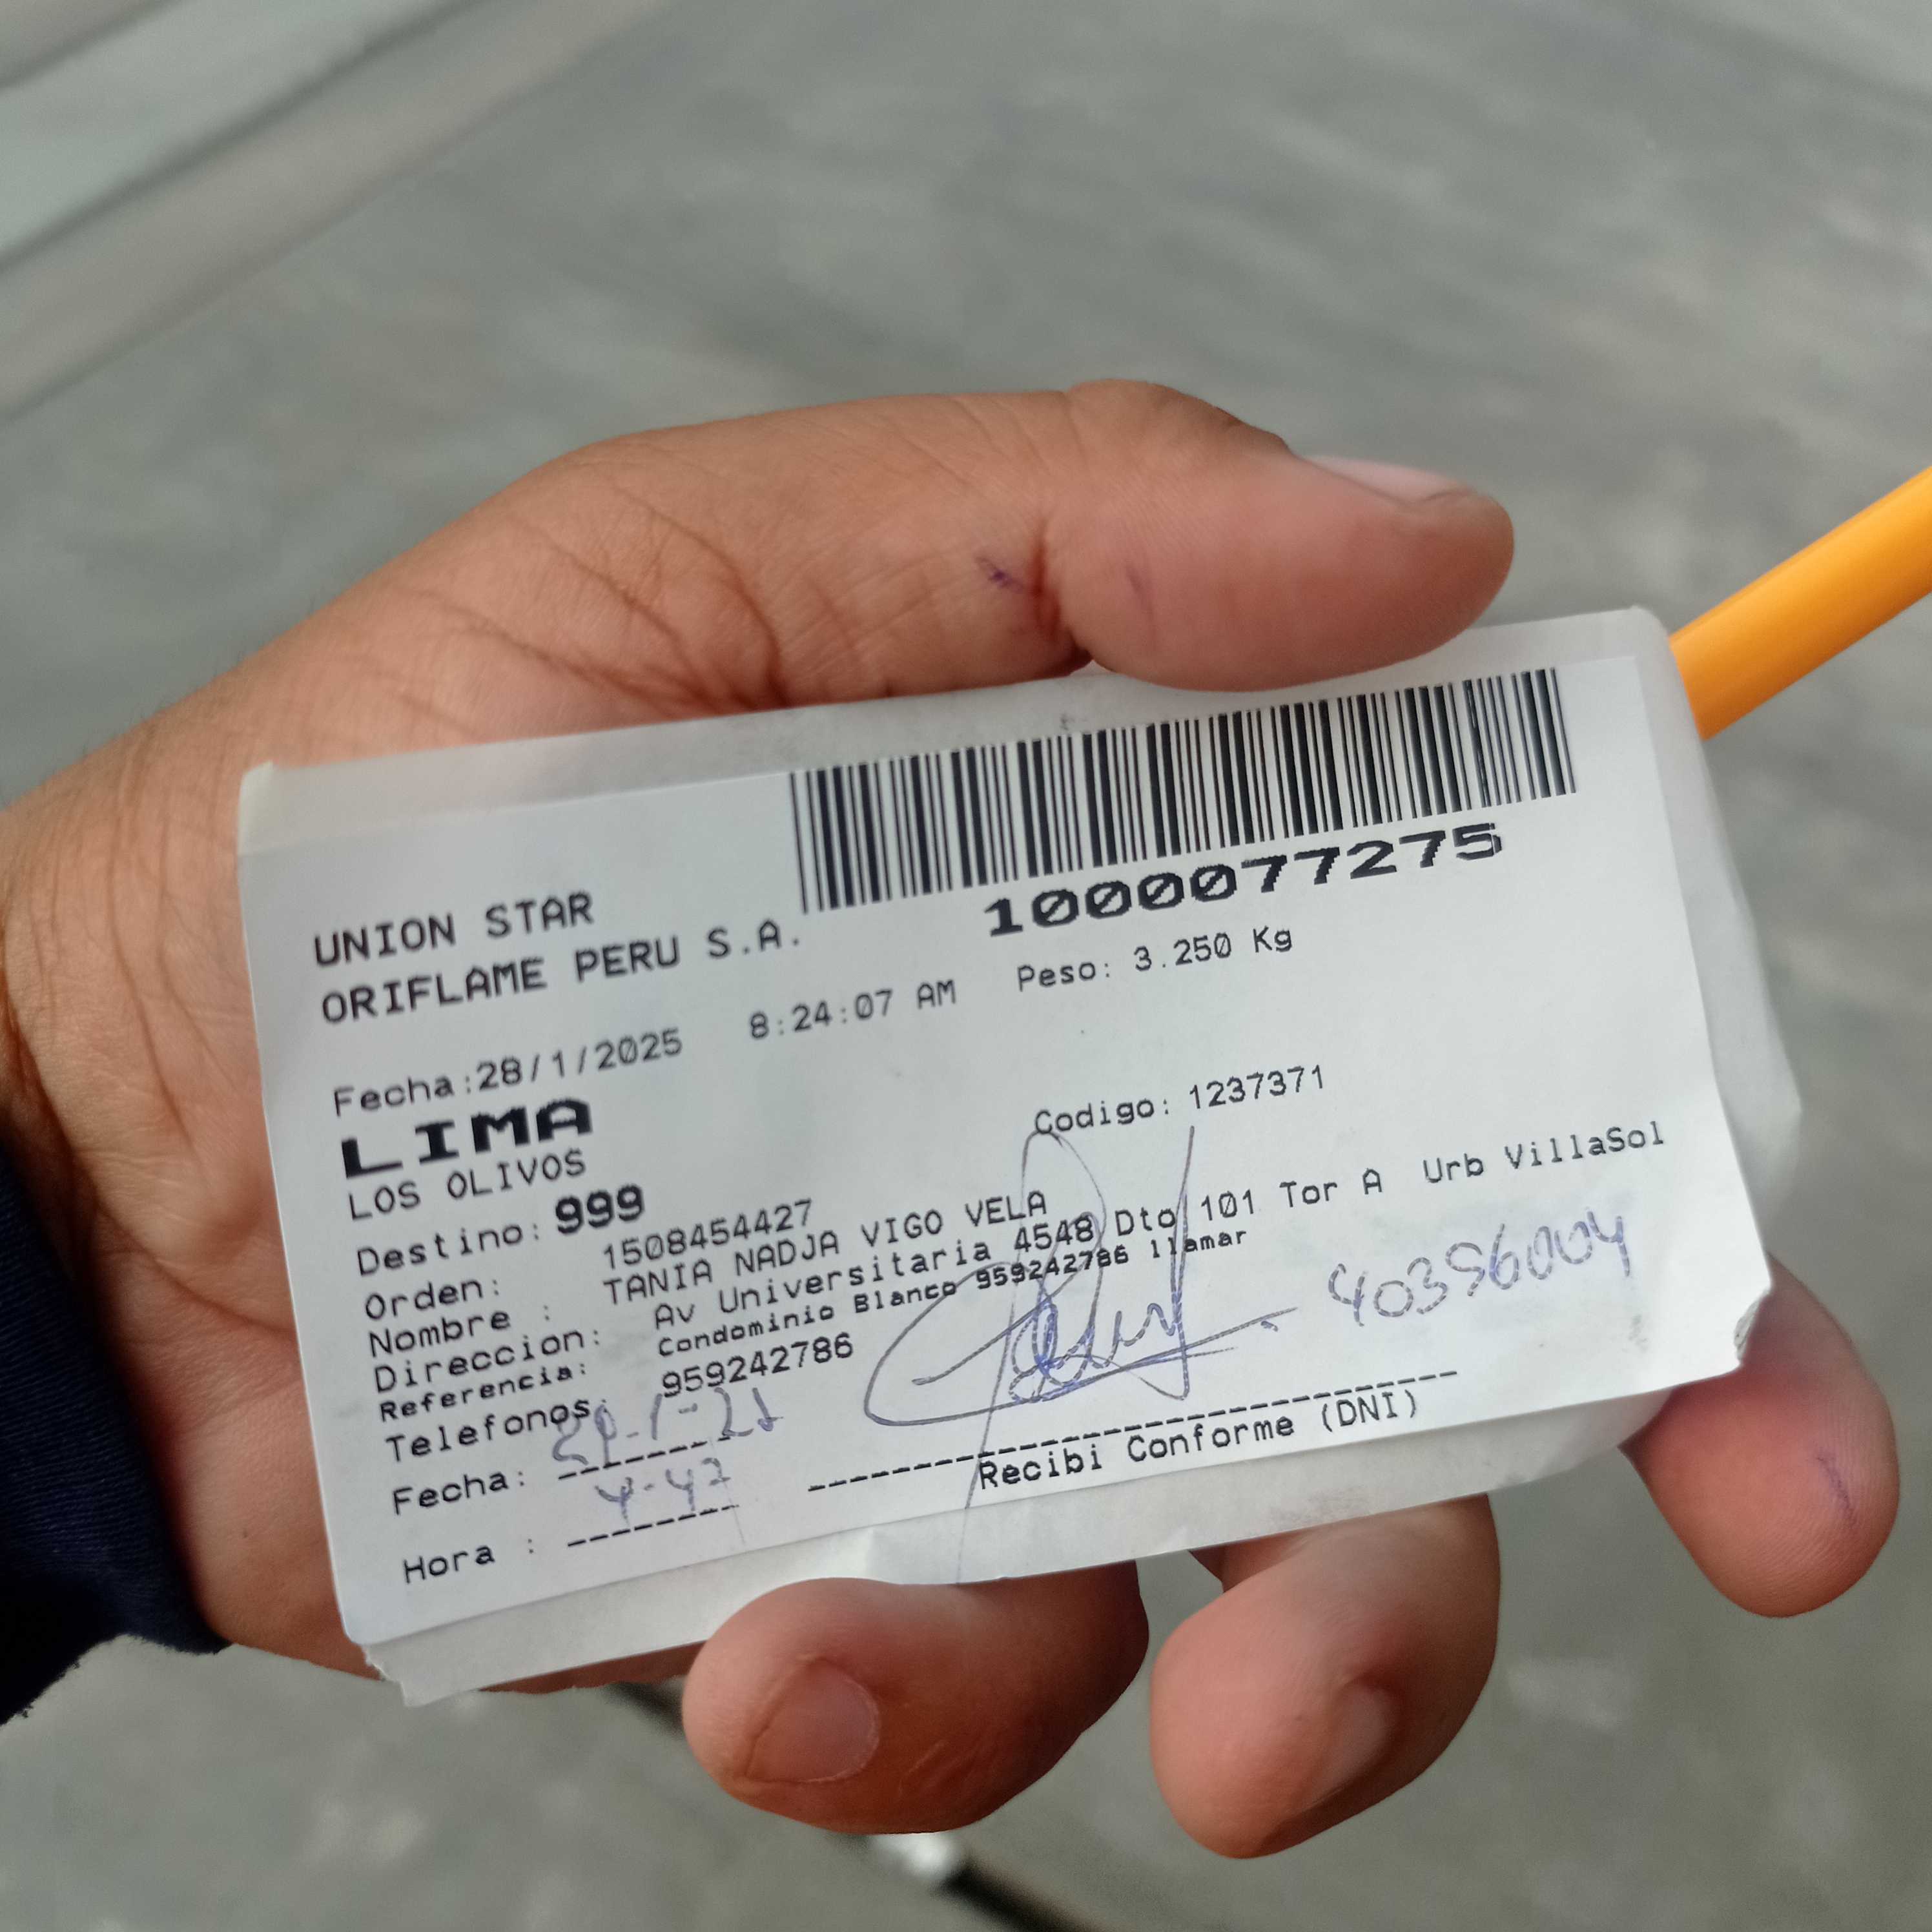 1000077275
UNION STAR
ORIFLAME PERU S.A.
Fecha:28/1/2025 8:24:07 AM Peso: 3.250 Kg
LIMA
LOS OLIVOS Codigo: 1237371
Destino: 999
Orden: 1508454427
Nombre : TANIA NADJA VIGO VELA
Direccion: Av Universitaria 4548 Dto 101 Tor A Urb VillaSol
Referencia: Condominio Blanco 959242786 llamar
Telefonos: 959242786
40356004
Fecha:
Hora : 4-47
Recibi Conforme (DNI)